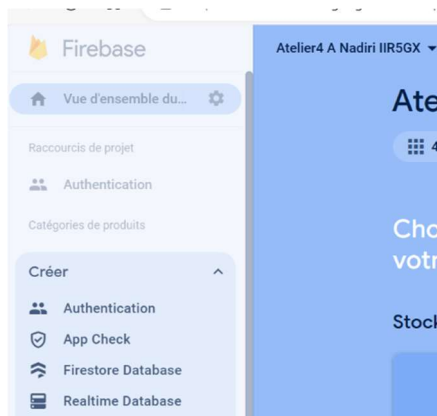 Firebase
Atelier4 A Nadiri IIR5GX
Vue d'ensemble du...
Raccourcis de projet
Authentication
Catégories de produits
Créer
Authentication
App Check
Firestore Database
Realtime Database
Ate
4
votr
Stock